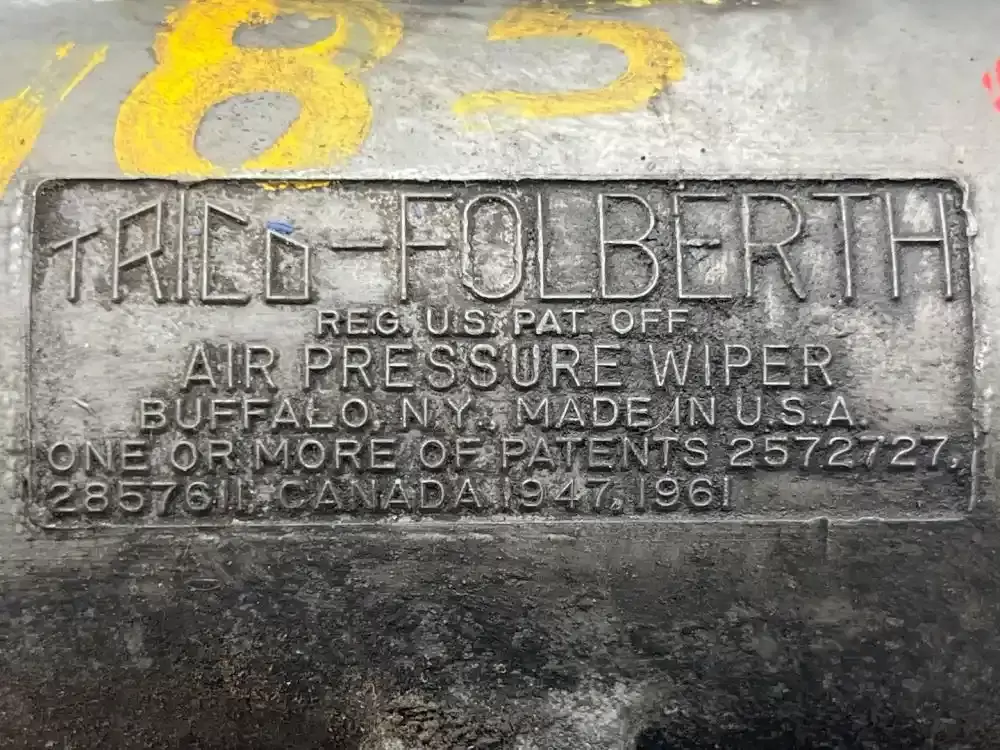 185
TRICO-FOLBERTH
REG. U.S. PAT. OFF.
AIR PRESSURE WIPER
BUFFALO, N.Y., MADE IN U.S.A.
ONE OR MORE OF PATENTS 2572727,
2857611, CANADA 1947, 1961